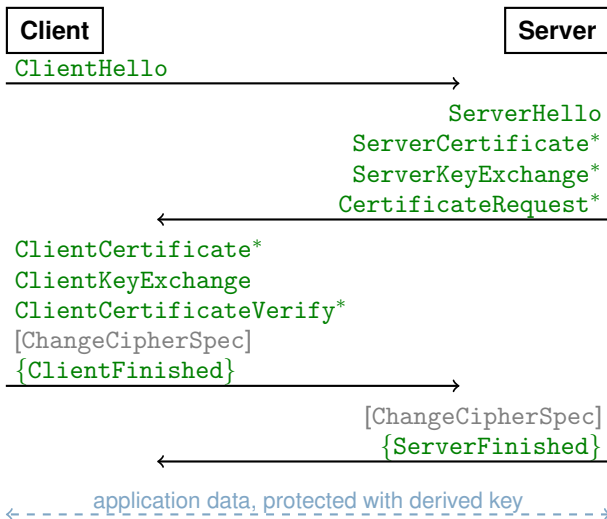 Client Server
ClientHello
ServerHello
ServerCertificate*
ServerKeyExchange*
CertificateRequest*
ClientCertificate*
ClientKeyExchange
ClientCertificateVerify*
[ChangeCipherSpec]
{ClientFinished}
[ChangeCipherSpec]
{ServerFinished}
application data, protected with derived key